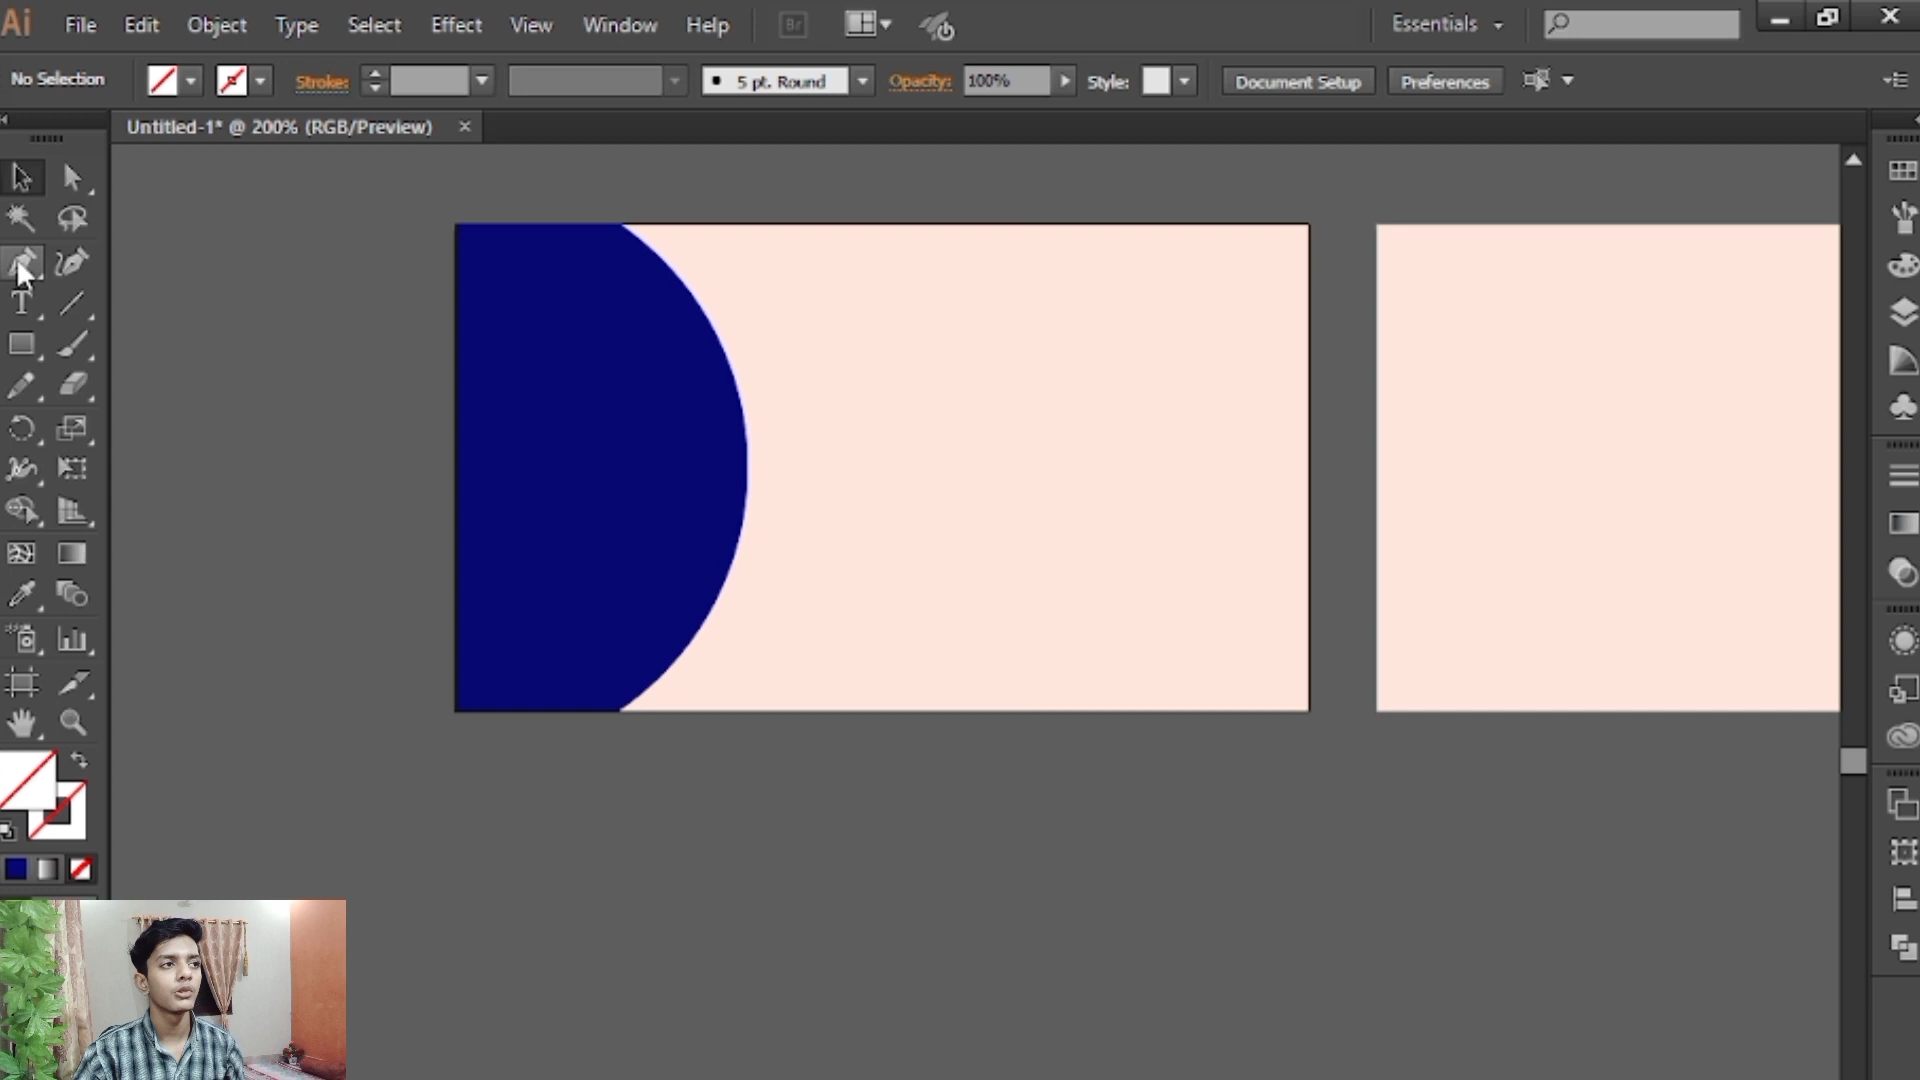 Ai File Edit Object Type Select Effect View Window Help Br Essentials
No Selection Stroke: 5 pt. Round Opacity: 100% Style: Document Setup Preferences
Untitled-1* @ 200% (RGB/Preview) ×
T